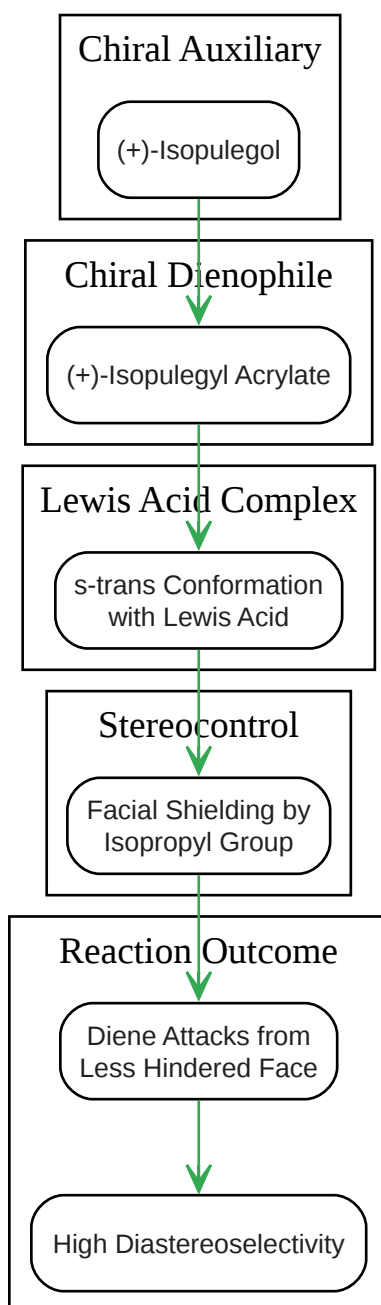 Chiral Auxiliary
(+)-Isopulegol
Chiral Dienophile
(+)-Isopulegyl Acrylate
Lewis Acid Complex
s-trans Conformation
with Lewis Acid
Stereocontrol
Facial Shielding by
Isopropyl Group
Reaction Outcome
Diene Attacks from
Less Hindered Face
High Diastereoselectivity